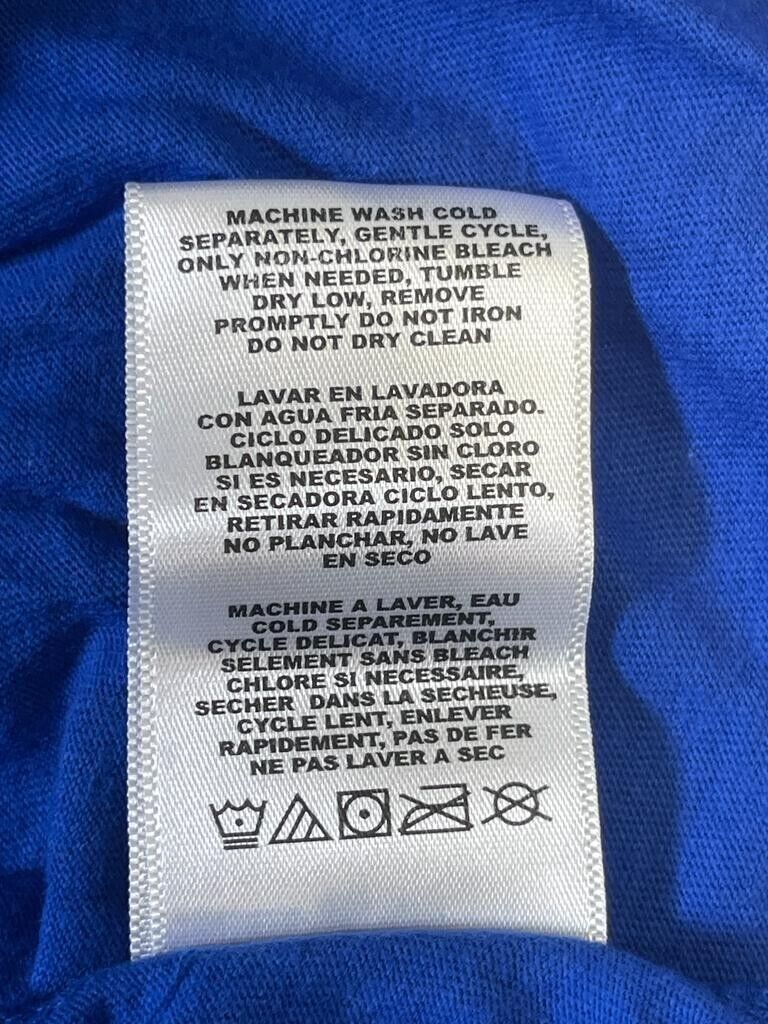 MACHINE WASH COLD
SEPARATELY, GENTLE CYCLE,
ONLY NON-CHLORINE BLEACH
WHEN NEEDED, TUMBLE
DRY LOW, REMOVE
PROMPTLY DO NOT IRON
DO NOT DRY CLEAN
LAVAR EN LAVADORA
CON AGUA FRIA SEPARADO.
CICLO DELICADO SOLO
BLANQUEADOR SIN CLORO
SI ES NECESARIO, SECAR
EN SECADORA CICLO LENTO,
RETIRAR RAPIDAMENTE
NO PLANCHAR, NO LAVE
EN SECO
MACHINE A LAVER, EAU
COLD SEPAREMENT,
CYCLE DELICAT, BLANCHIR
SELEMENT SANS BLEACH
CHLORE SI NECESSAIRE,
SECHER DANS LA SECHEUSE,
CYCLE LENT, ENLEVER
RAPIDEMENT, PAS DE FER
NE PAS LAVER A SEC